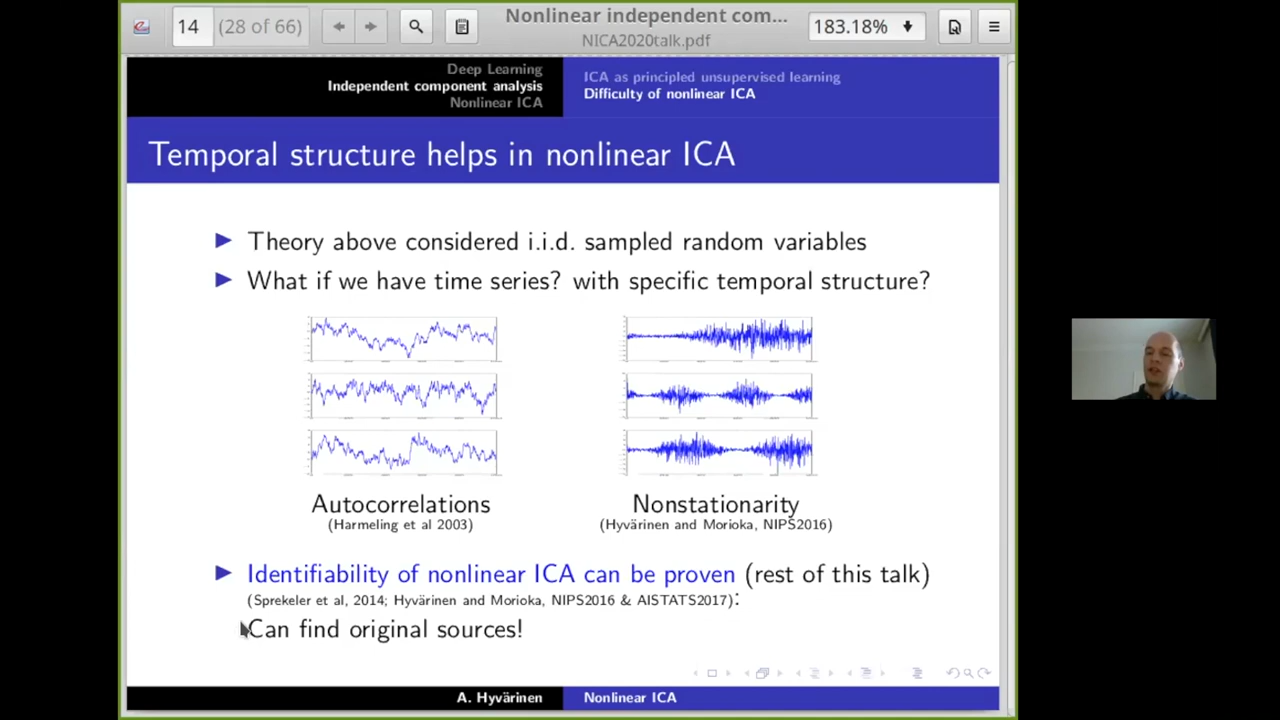 14 (28 of 66)
Nonlinear independent com...
NICA2020talk.pdf
183.18%
Deep Learning
Independent component analysis
Nonlinear ICA
ICA as principled unsupervised learning
Difficulty of nonlinear ICA
Temporal structure helps in nonlinear ICA
Theory above considered i.i.d. sampled random variables
What if we have time series? with specific temporal structure?
Autocorrelations
(Harmeling et al 2003)
Nonstationarity
(Hyvärinen and Morioka, NIPS2016)
Identifiability of nonlinear ICA can be proven (rest of this talk)
(Sprekeler et al, 2014; Hyvärinen and Morioka, NIPS2016 & AISTATS2017):
Can find original sources!
A. Hyvärinen
Nonlinear ICA